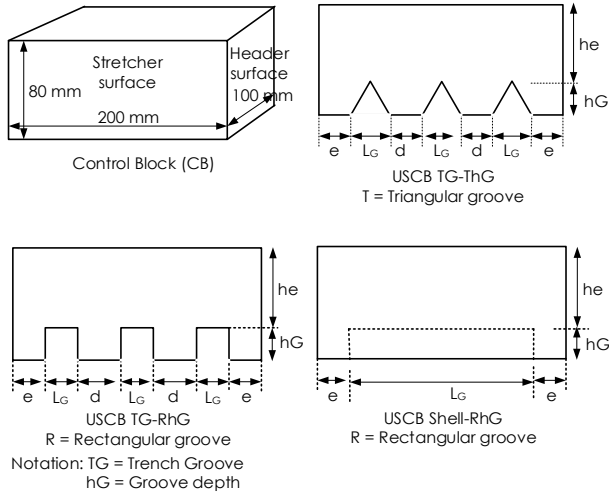 Stretcher
surface
Header
surface
100 mm
80 mm
200 mm
Control Block (CB)
he
hG
e LG d LG d LG e
USCB TG-ThG
T = Triangular groove
he
hG
e LG d LG d LG e
USCB TG-RhG
R = Rectangular groove
Notation: TG = Trench Groove
hG = Groove depth
he
hG
e LG e
USCB Shell-RhG
R = Rectangular groove